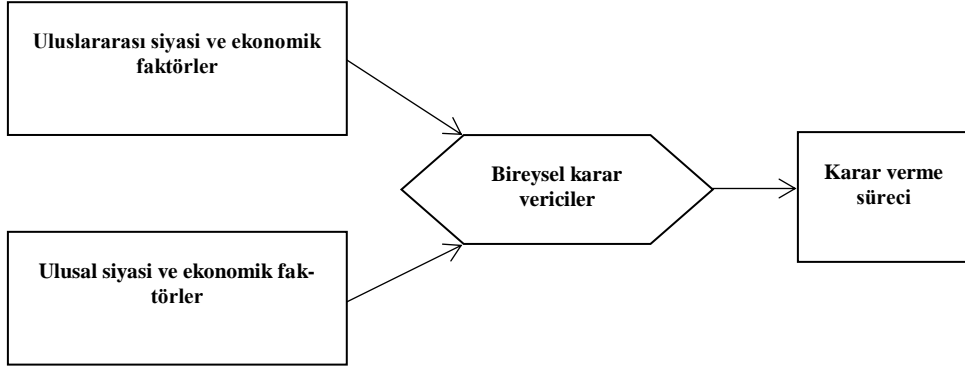 Uluslararası siyasi ve ekonomik
faktörler
Bireysel karar
vericiler
Karar verme
süreci
Ulusal siyasi ve ekonomik fak-
törler